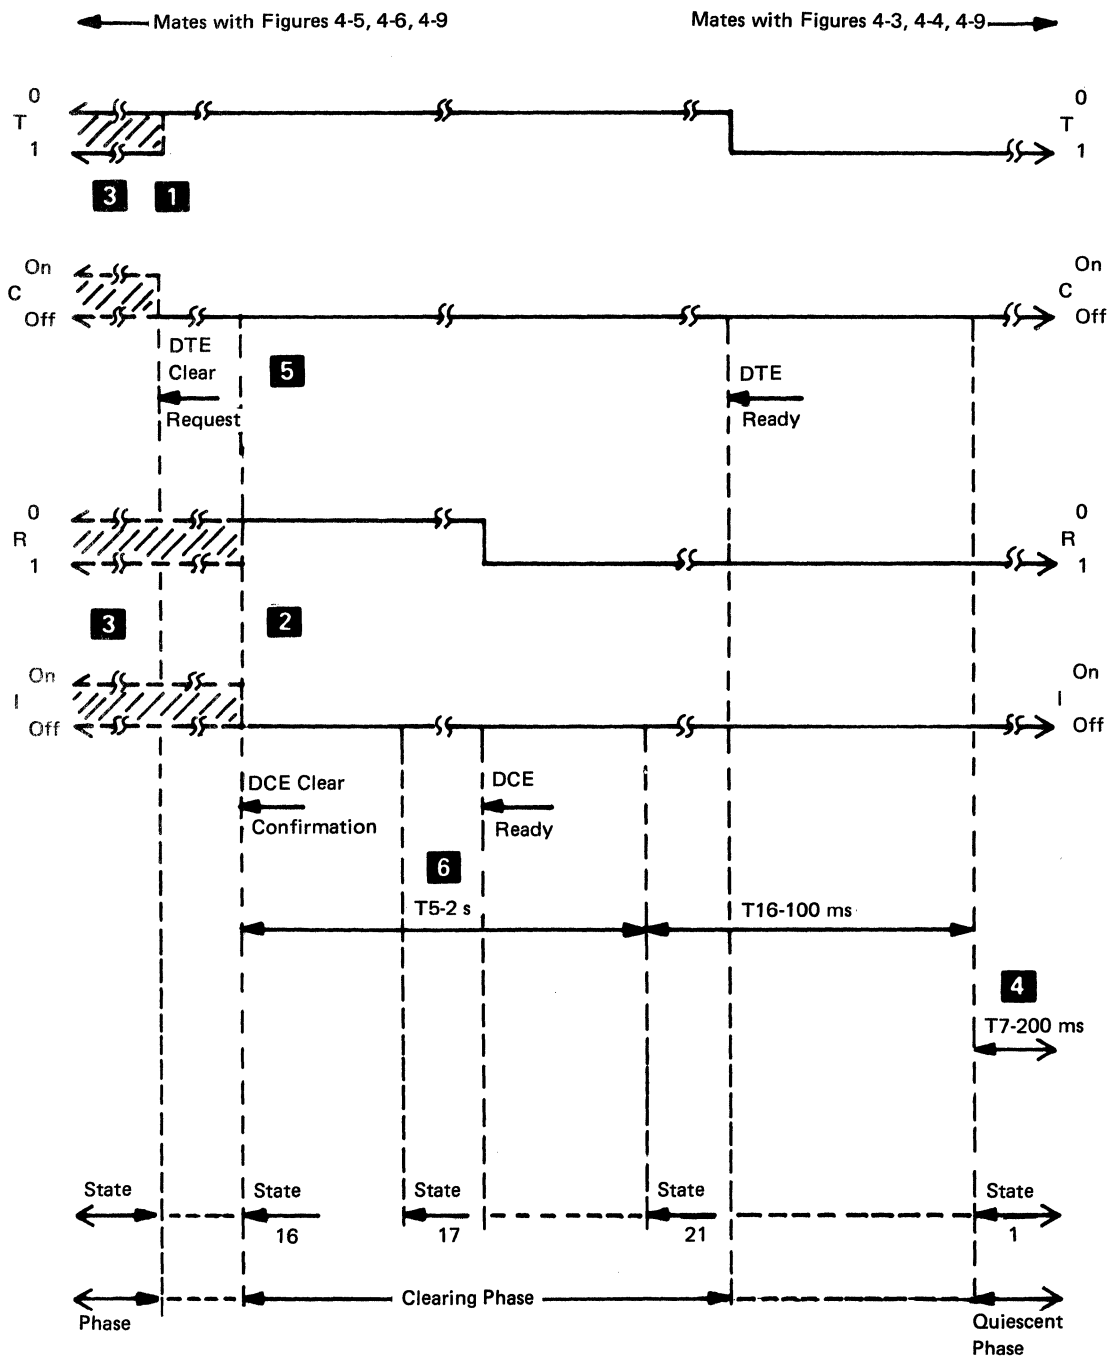 Mates with Figures 4-5, 4-6, 4-9
Mates with Figures 4-3, 4-4, 4-9
0
T
1
0
T
1
3
1
On
C
Off
On
C
Off
DTE
Clear
Request
5
DTE
Ready
0
R
1
0
R
1
3
2
On
I
Off
On
I
Off
DCE Clear
Confirmation
DCE
Ready
6
T5-2 s
T16-100 ms
4
T7-200 ms
State
State
16
State
17
State
21
State
1
Phase
Clearing Phase
Quiescent
Phase